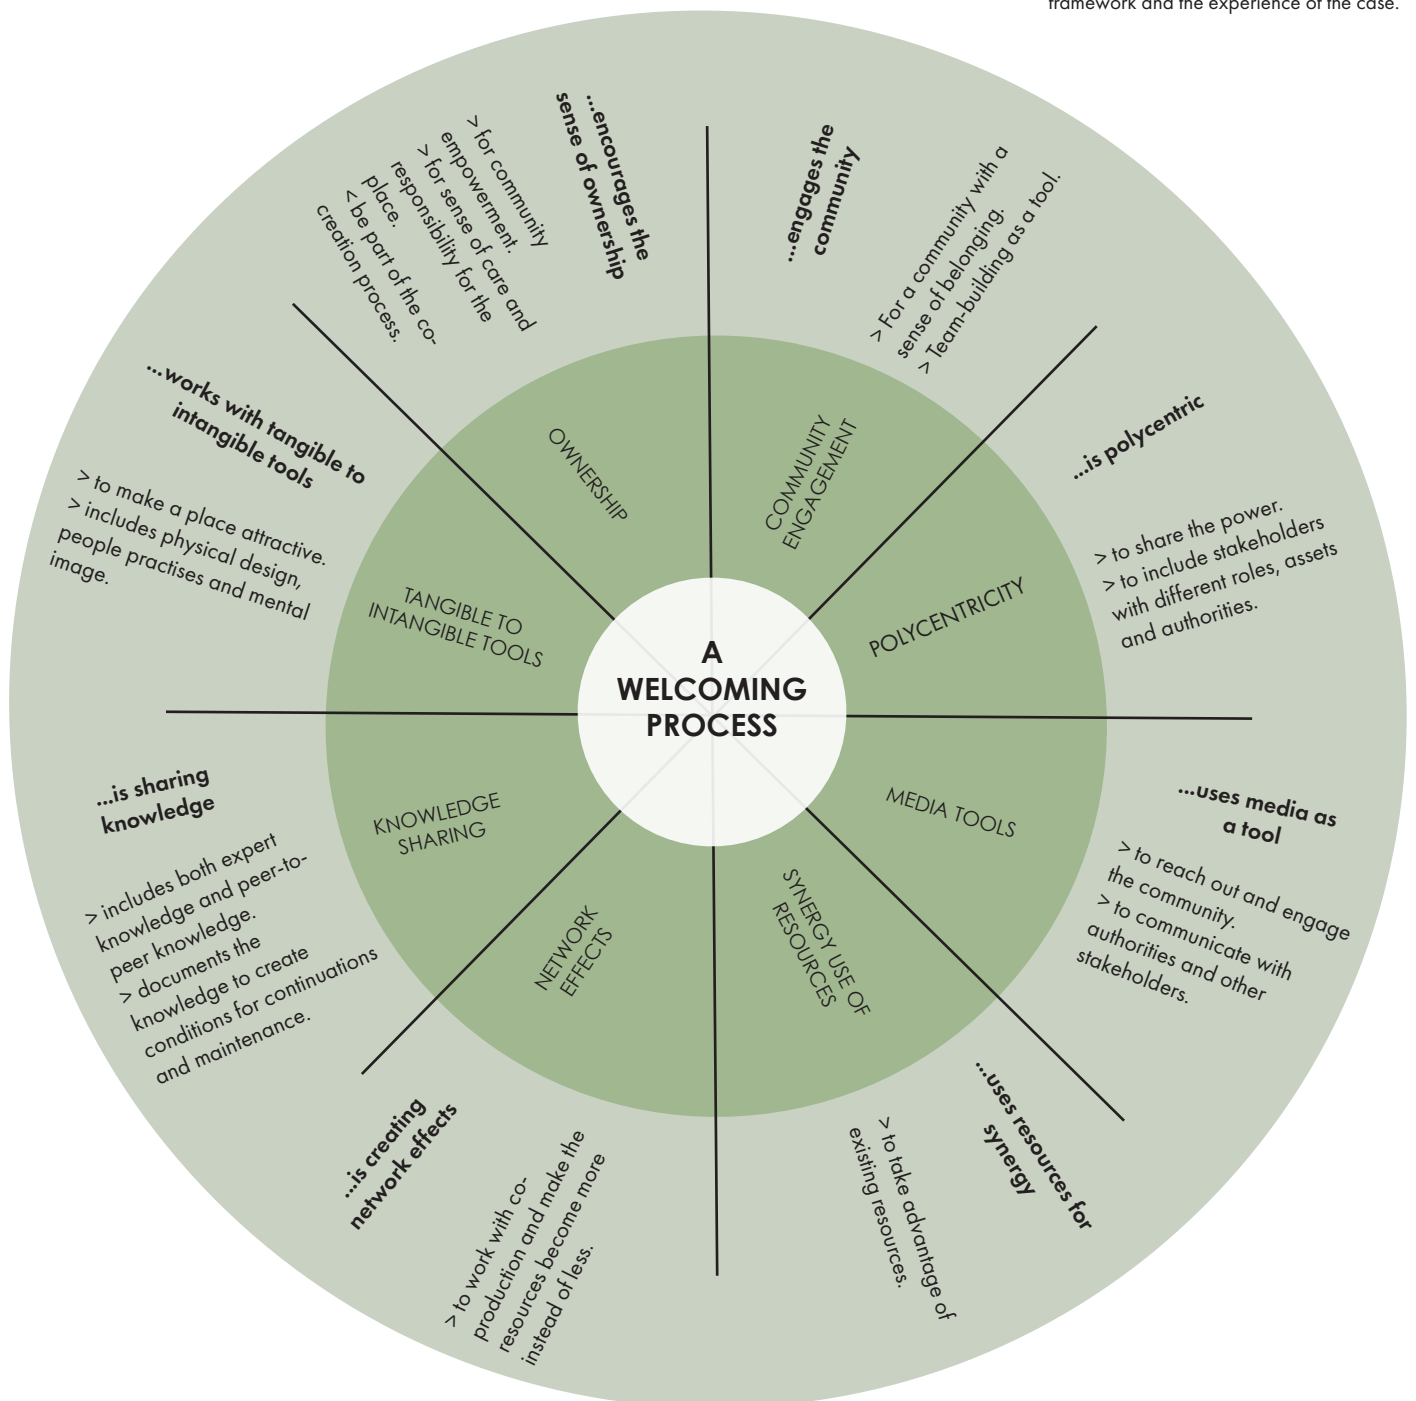 framework and the experience of the case.
A
WELCOMING
PROCESS
COMMUNITY
ENGAGEMENT
...engages the
community
> For a community with a
sense of belonging.
> Team-building as a tool.
POLYCENTRICITY
...is polycentric
> to share the power.
> to include stakeholders
with different roles, assets
and authorities.
MEDIA TOOLS
...uses media as
a tool
> to reach out and engage
the community.
> to communicate with
authorities and other
stakeholders.
SYNERGY USE OF
RESOURCES
...uses resources for
synergy
> to take advantage of
existing resources.
NETWORK
EFFECTS
...is creating
network effects
> to work with co-
production and make the
resources become more
instead of less.
KNOWLEDGE
SHARING
...is sharing
knowledge
> includes both expert
knowledge and peer-to-
peer knowledge.
> documents the
knowledge to create
conditions for continuations
and maintenance.
TANGIBLE TO
INTANGIBLE TOOLS
...works with tangible to
intangible tools
> to make a place attractive.
> includes physical design,
people practises and mental
image.
OWNERSHIP
...encourages the
sense of ownership
> for community
empowerment.
> for sense of care and
responsibility for the
place.
< be part of the co-
creation process.